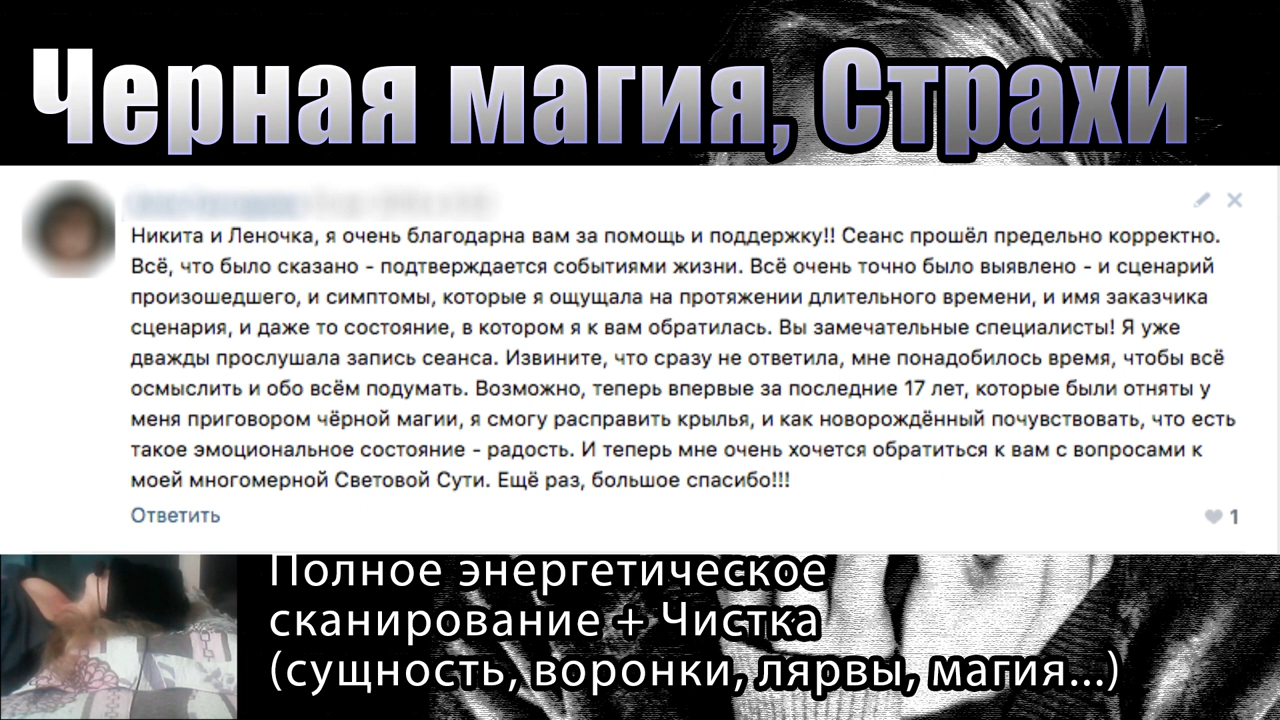 Черная магия, Страхи
Никита и Леночка, я очень благодарна вам за помощь и поддержку!! Сеанс прошёл предельно корректно.
Всё, что было сказано - подтверждается событиями жизни. Всё очень точно было выявлено - и сценарий
произошедшего, и симптомы, которые я ощущала на протяжении длительного времени, и имя заказчика
сценария, и даже то состояние, в котором я к вам обратилась. Вы замечательные специалисты! Я уже
дважды прослушала запись сеанса. Извините, что сразу не ответила, мне понадобилось время, чтобы всё
осмыслить и обо всём подумать. Возможно, теперь впервые за последние 17 лет, которые были отняты у
меня приговором чёрной магии, я смогу расправить крылья, и как новорождённый почувствовать, что есть
такое эмоциональное состояние - радость. И теперь мне очень хочется обратиться к вам с вопросами к
моей многомерной Световой Сути. Ещё раз, большое спасибо!!!
Ответить
1
Полное энергетическое
сканирование + Чистка
(сущность, воронки, лярвы, магия...)